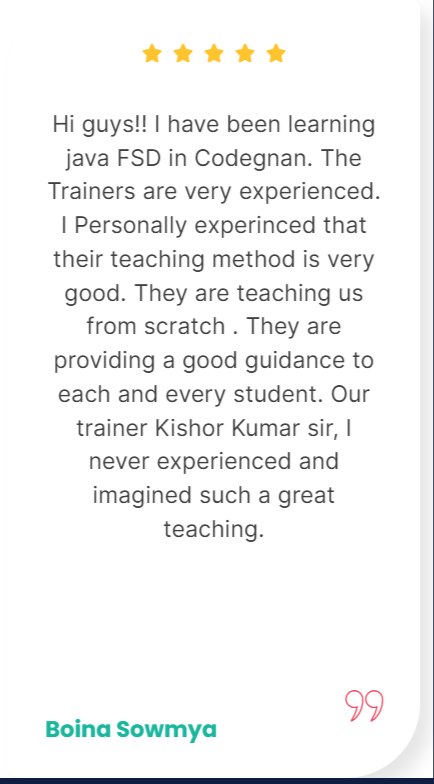 Hi guys!! I have been learning
java FSD in Codegnan. The
Trainers are very experienced.
I Personally experinced that
their teaching method is very
good. They are teaching us
from scratch . They are
providing a good guidance to
each and every student. Our
trainer Kishor Kumar sir, I
never experienced and
imagined such a great
teaching.
Boina Sowmya